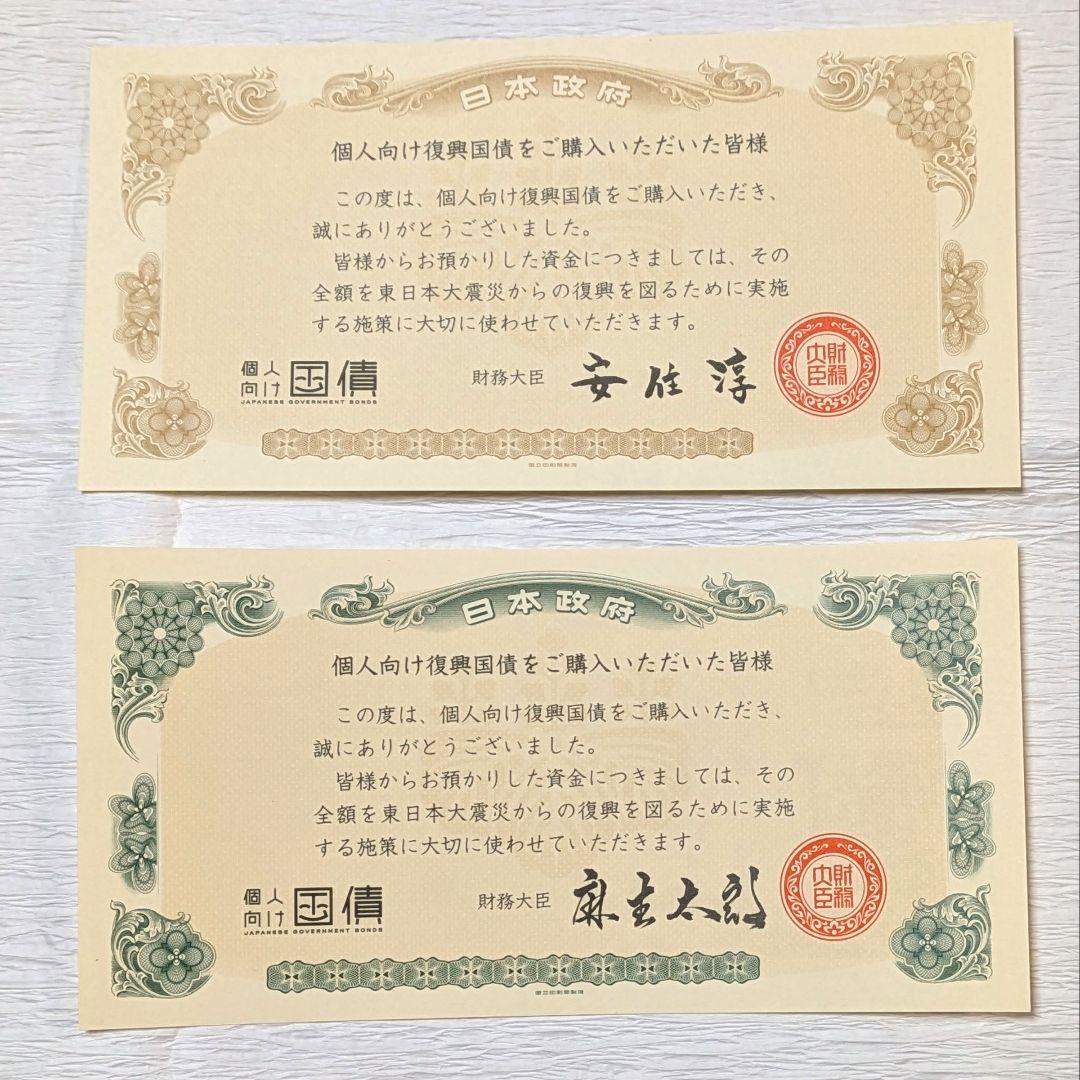 日本政府
個人向け復興国債をご購入いただいた皆様
この度は、個人向け復興国債をご購入いただき、
誠にありがとうございました。
皆様からお預かりした資金につきましては、その
全額を東日本大震災からの復興を図るために実施
する施策に大切に使わせていただきます。
個人
向け 国債
JAPANESE GOVERNMENT BONDS
財務大臣 安住 淳
財務
大臣
国立印刷局製造
日本政府
個人向け復興国債をご購入いただいた皆様
この度は、個人向け復興国債をご購入いただき、
誠にありがとうございました。
皆様からお預かりした資金につきましては、その
全額を東日本大震災からの復興を図るために実施
する施策に大切に使わせていただきます。
個人
向け 国債
JAPANESE GOVERNMENT BONDS
財務大臣 麻生太郎
財務
大臣
国立印刷局製造